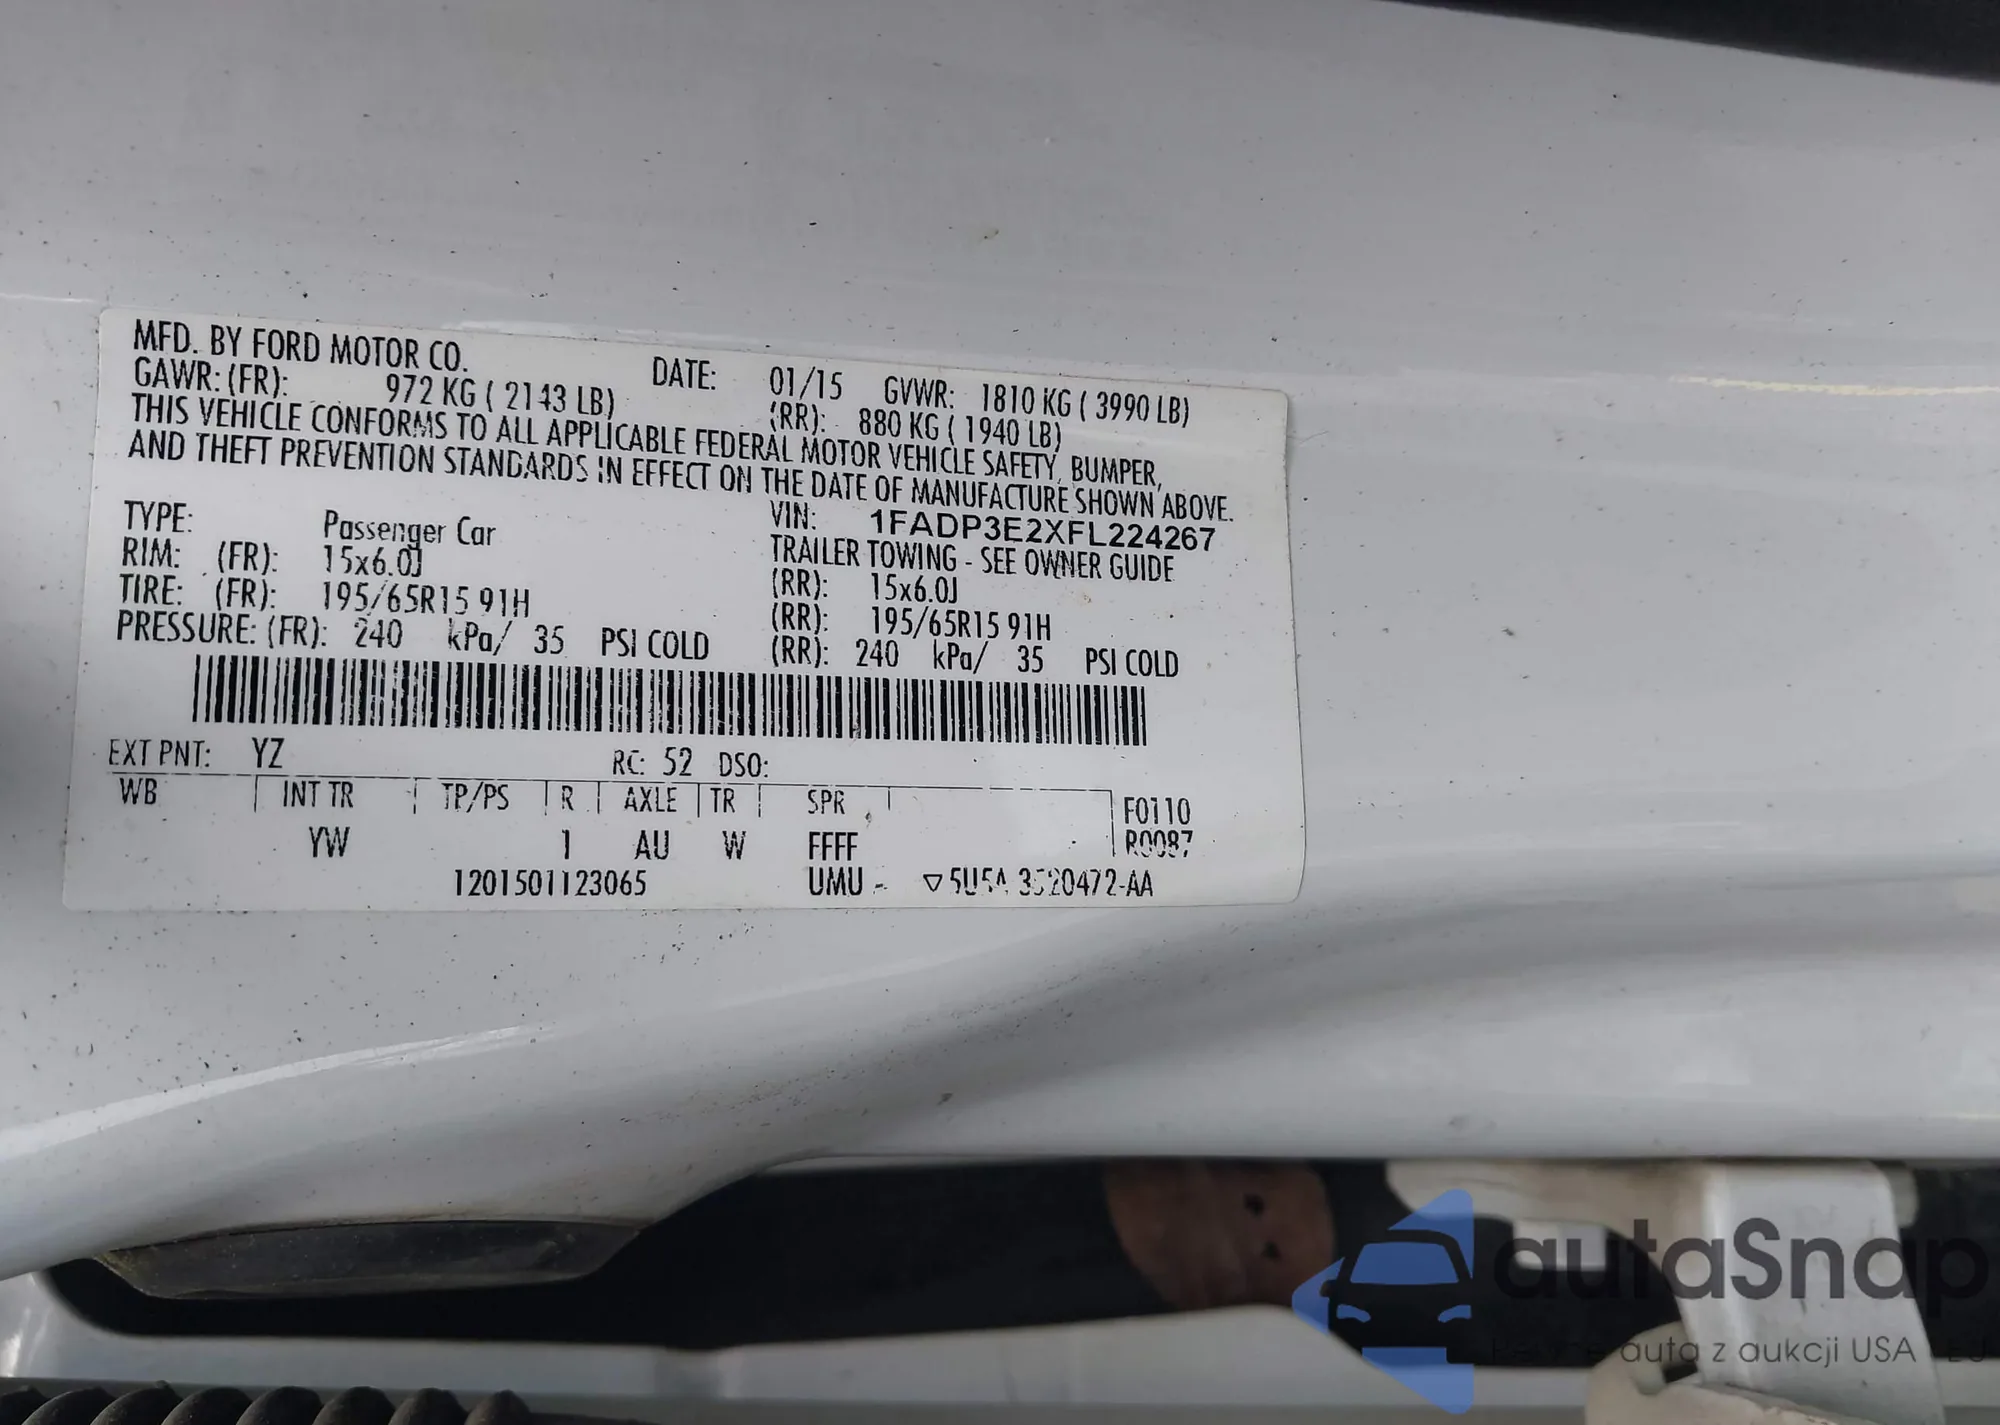 MFD. BY FORD MOTOR CO.
DATE: 01/15 GVWR: 1810 KG ( 3990 LB)
GAWR: (FR): 972 KG ( 2143 LB) (RR): 880 KG ( 1940 LB)
THIS VEHICLE CONFORMS TO ALL APPLICABLE FEDERAL MOTOR VEHICLE SAFETY, BUMPER,
AND THEFT PREVENTION STANDARDS IN EFFECT ON THE DATE OF MANUFACTURE SHOWN ABOVE.
VIN: 1FADP3E2XFL224267
TYPE: Passenger Car TRAILER TOWING - SEE OWNER GUIDE
RIM: (FR): 15x6.0J (RR): 15x6.0J
TIRE: (FR): 195/65R15 91H (RR): 195/65R15 91H
PRESSURE: (FR): 240 kPa/ 35 PSI COLD (RR): 240 kPa/ 35 PSI COLD
EXT PNT: YZ RC: 52 DSO:
WB INT TR TP/PS R AXLE TR SPR F0110
YW 1 AU W FFFF R0087
1201501123065 UMU ▽5U5A 3520472-AA
autaSnap
auta z aukcji USA